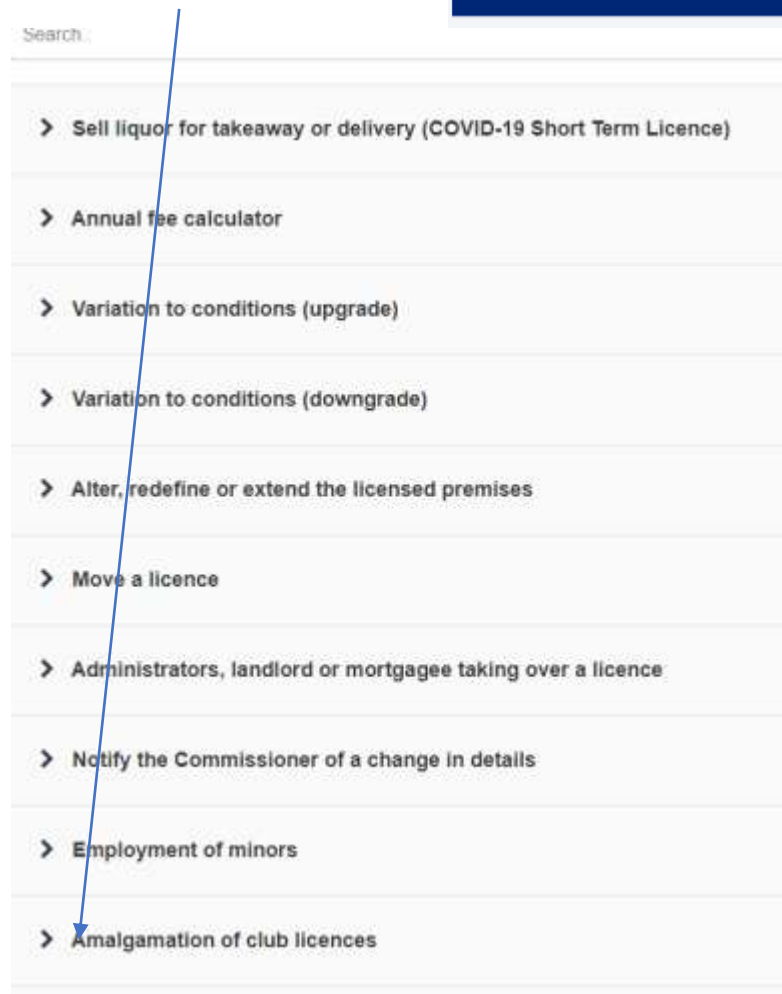 Search..
Sell liquor for takeaway or delivery (COVID-19 Short Term Licence)
Annual fee calculator
Variation to conditions (upgrade)
Variation to conditions (downgrade)
Alter, redefine or extend the licensed premises
Move a licence
Administrators, landlord or mortgagee taking over a licence
Notify the Commissioner of a change in details
Employment of minors
Amalgamation of club licences